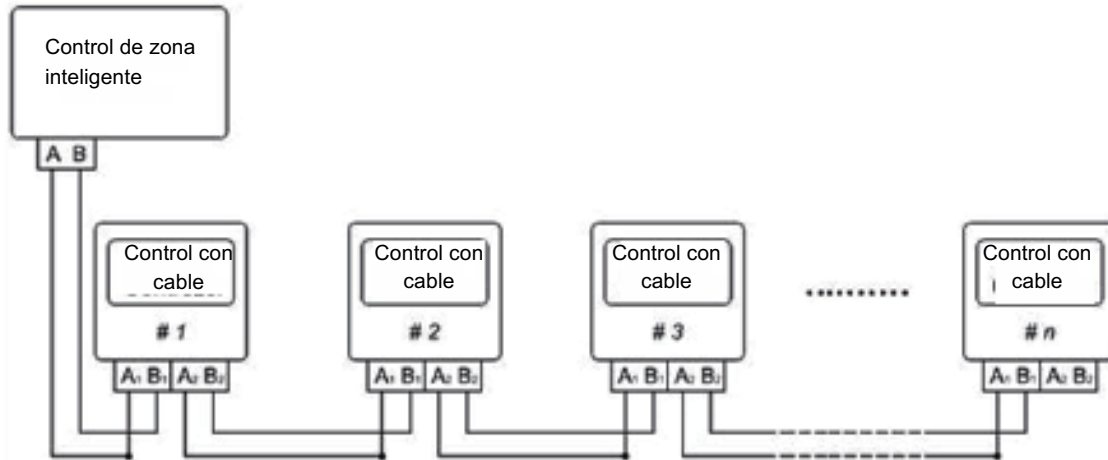 Control de zona
inteligente
A B
Control con
cable
Control con
cable
Control con
cable
Control con
cable
# 1
# 2
# 3
# n
A₁ B₁ A₂ B₂
A₁ B₁ A₂ B₂
A₁ B₁ A₂ B₂
A₁ B₁ A₂ B₂